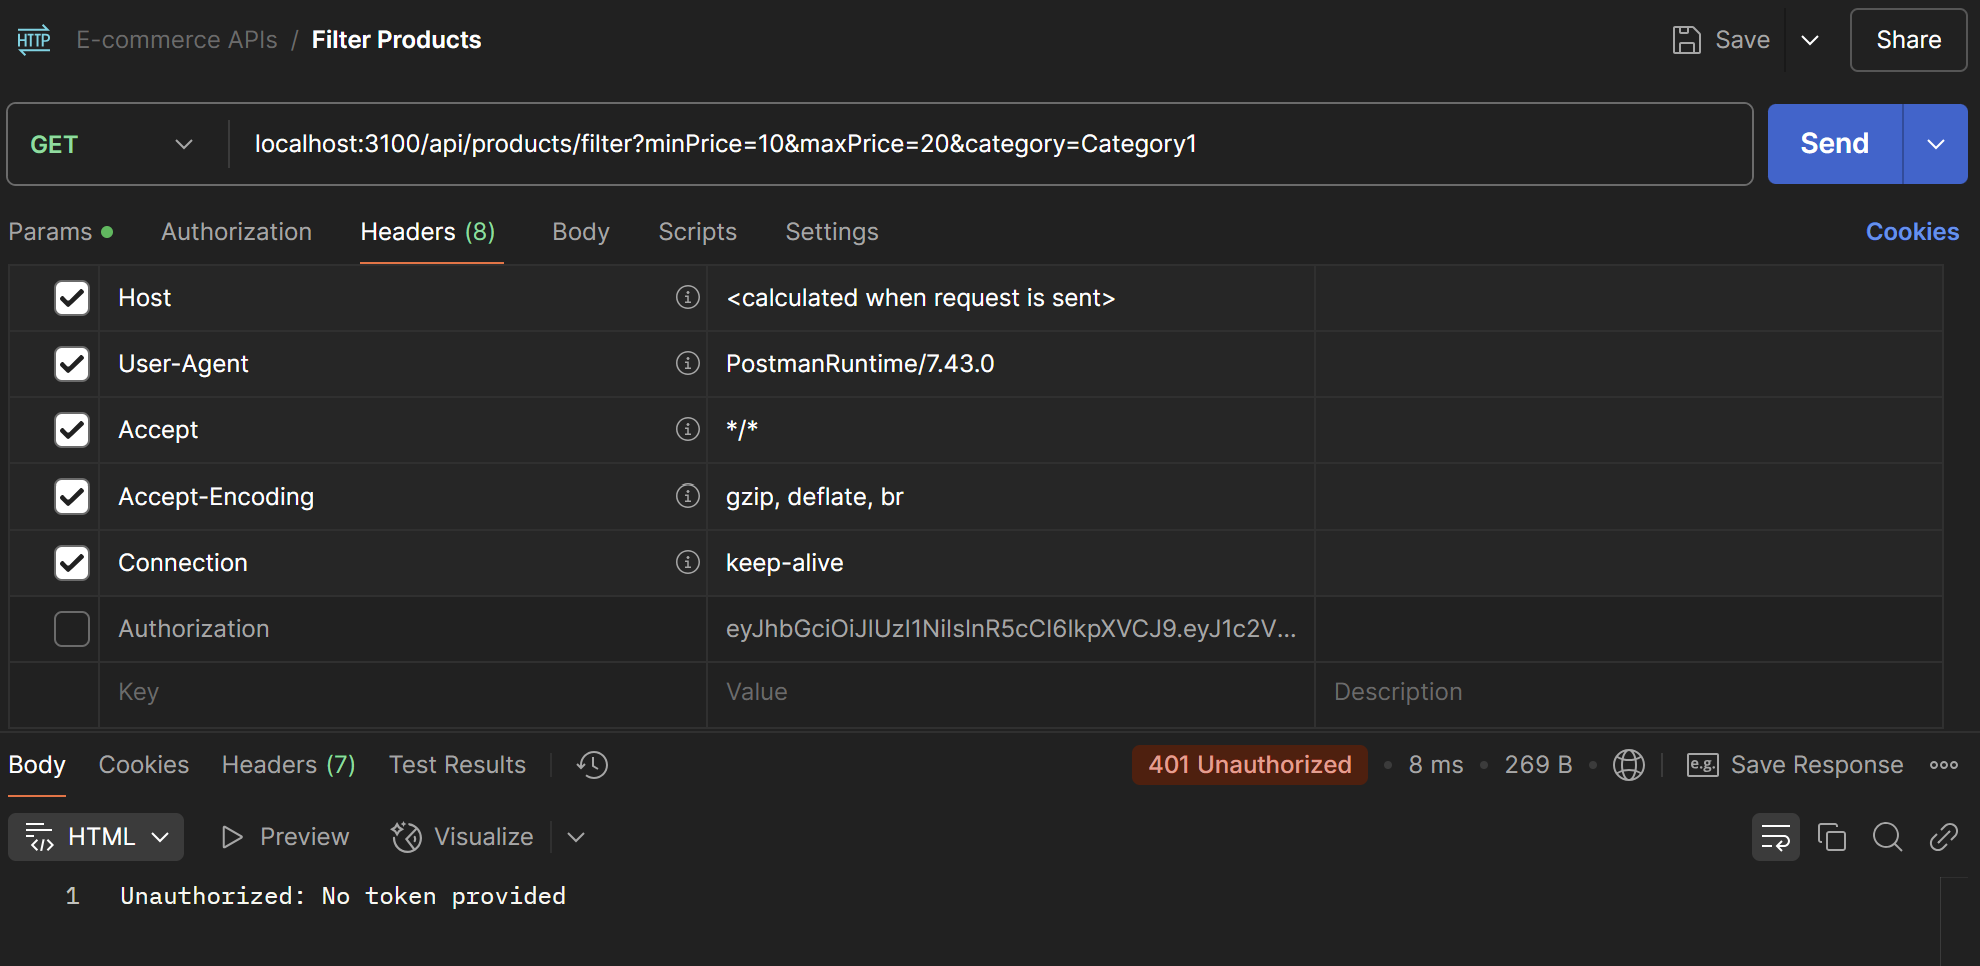 HTTP E-commerce APIs / Filter Products Save Share
GET localhost:3100/api/products/filter?minPrice=10&maxPrice=20&category=Category1 Send
Params Authorization Headers (8) Body Scripts Settings Cookies
Host <calculated when request is sent>
User-Agent PostmanRuntime/7.43.0
Accept */*
Accept-Encoding gzip, deflate, br
Connection keep-alive
Authorization eyJhbGciOiJIUzI1NiIsInR5cCI6IkpXVCJ9.eyJ1c2V...
Key Value Description
Body Cookies Headers (7) Test Results 401 Unauthorized • 8 ms • 269 B • e.g. Save Response
HTML Preview Visualize
1 Unauthorized: No token provided